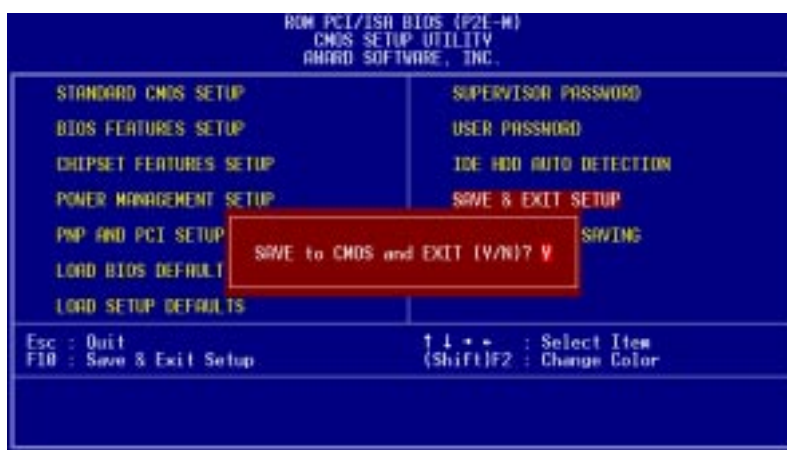 ROM PCI/ISA BIOS (P2E-M)
CMOS SETUP UTILITY
AWARD SOFTWARE, INC.
STANDARD CMOS SETUP
BIOS FEATURES SETUP
CHIPSET FEATURES SETUP
POWER MANAGEMENT SETUP
PNP AND PCI SETUP
LOAD BIOS DEFAULT
LOAD SETUP DEFAULTS
SUPERVISOR PASSWORD
USER PASSWORD
IDE HDD AUTO DETECTION
SAVE & EXIT SETUP
SAVING
SAVE to CMOS and EXIT (Y/N)? Y
Esc : Quit
F10 : Save & Exit Setup
↑ ↓ → ← : Select Item
(Shift)F2 : Change Color